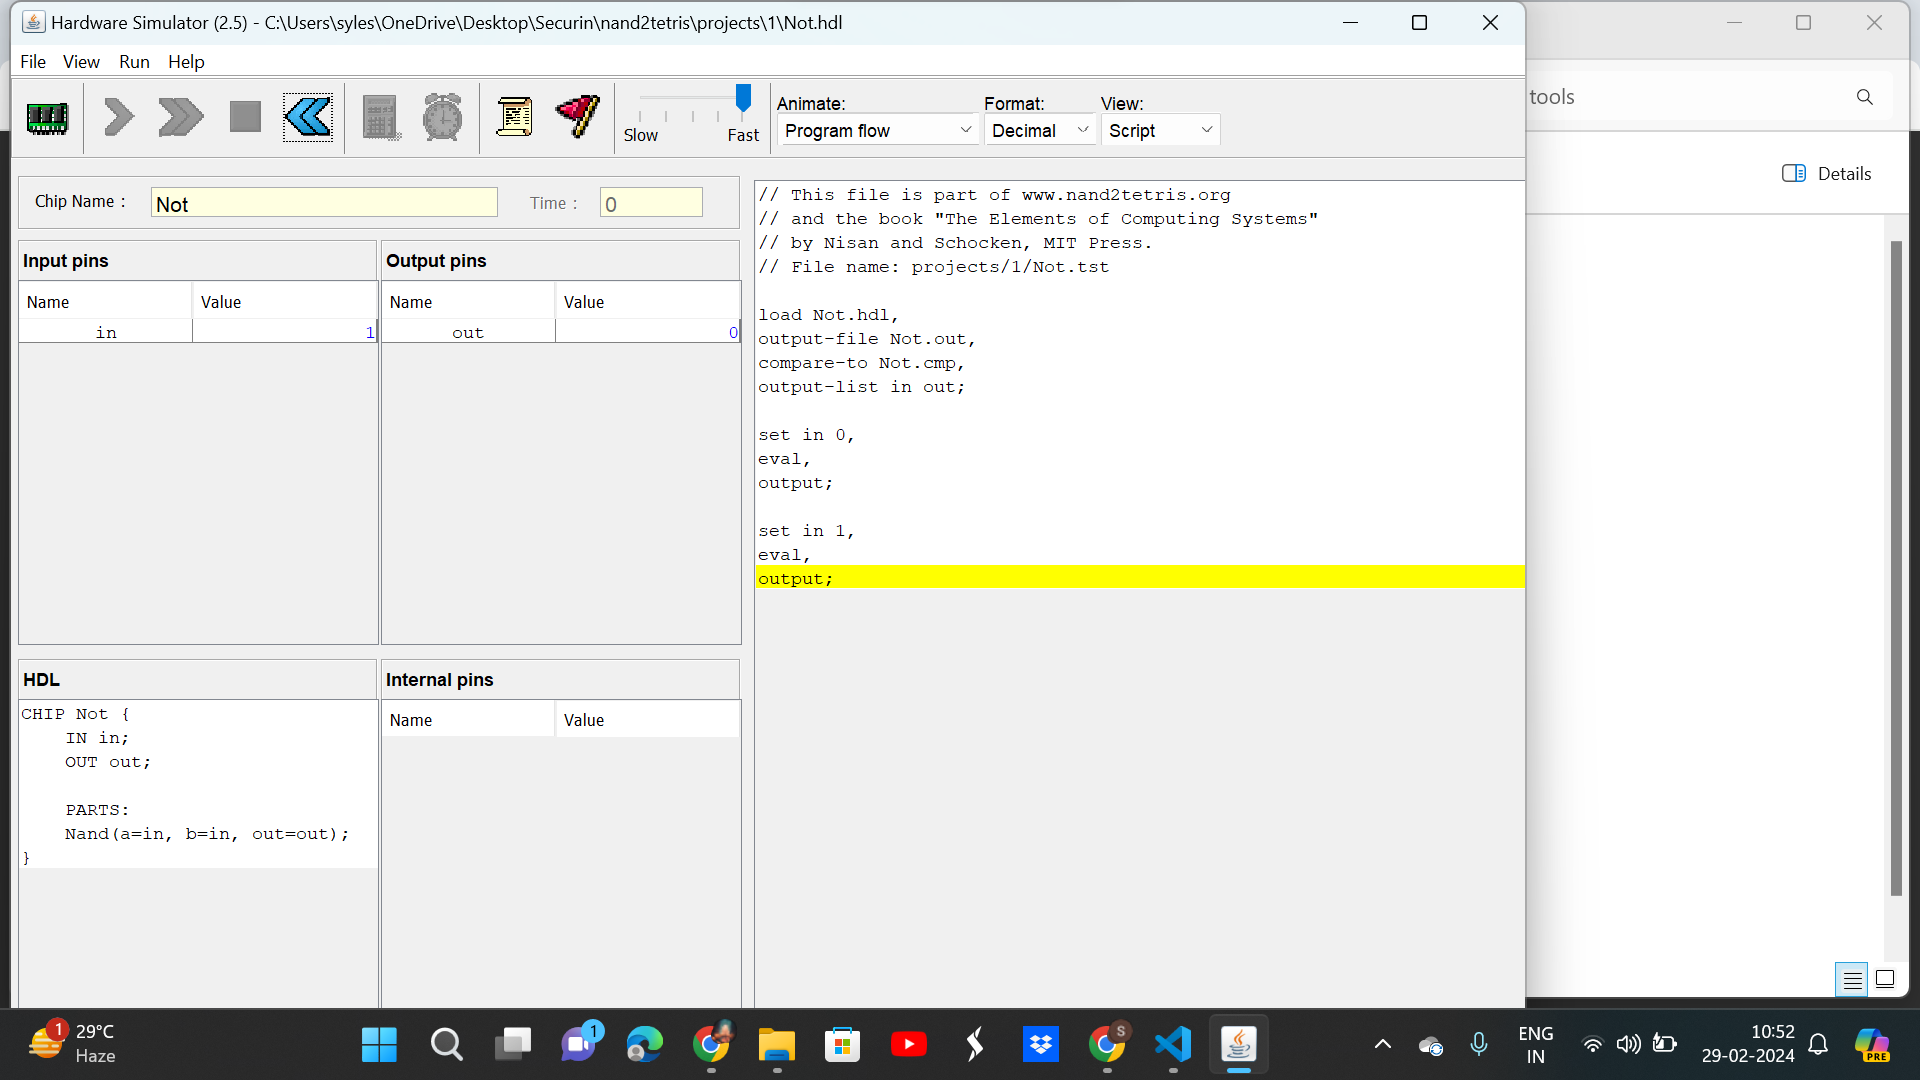 Hardware Simulator (2.5) - C:\Users\syles\OneDrive\Desktop\Securin\nand2tetris\projects\1\Not.hdl
File View Run Help
Slow Fast
Animate: Format: View:
Program flow Decimal Script
tools
Details
Chip Name : Not Time : 0
Input pins
Name Value
in 1
Output pins
Name Value
out 0
HDL
CHIP Not {
IN in;
OUT out;
PARTS:
Nand(a=in, b=in, out=out);
}
Internal pins
Name Value
// This file is part of www.nand2tetris.org
// and the book "The Elements of Computing Systems"
// by Nisan and Schocken, MIT Press.
// File name: projects/1/Not.tst
load Not.hdl,
output-file Not.out,
compare-to Not.cmp,
output-list in out;
set in 0,
eval,
output;
set in 1,
eval,
output;
1
29°C
Haze
1
S
ENG
IN
10:52
29-02-2024
PRE